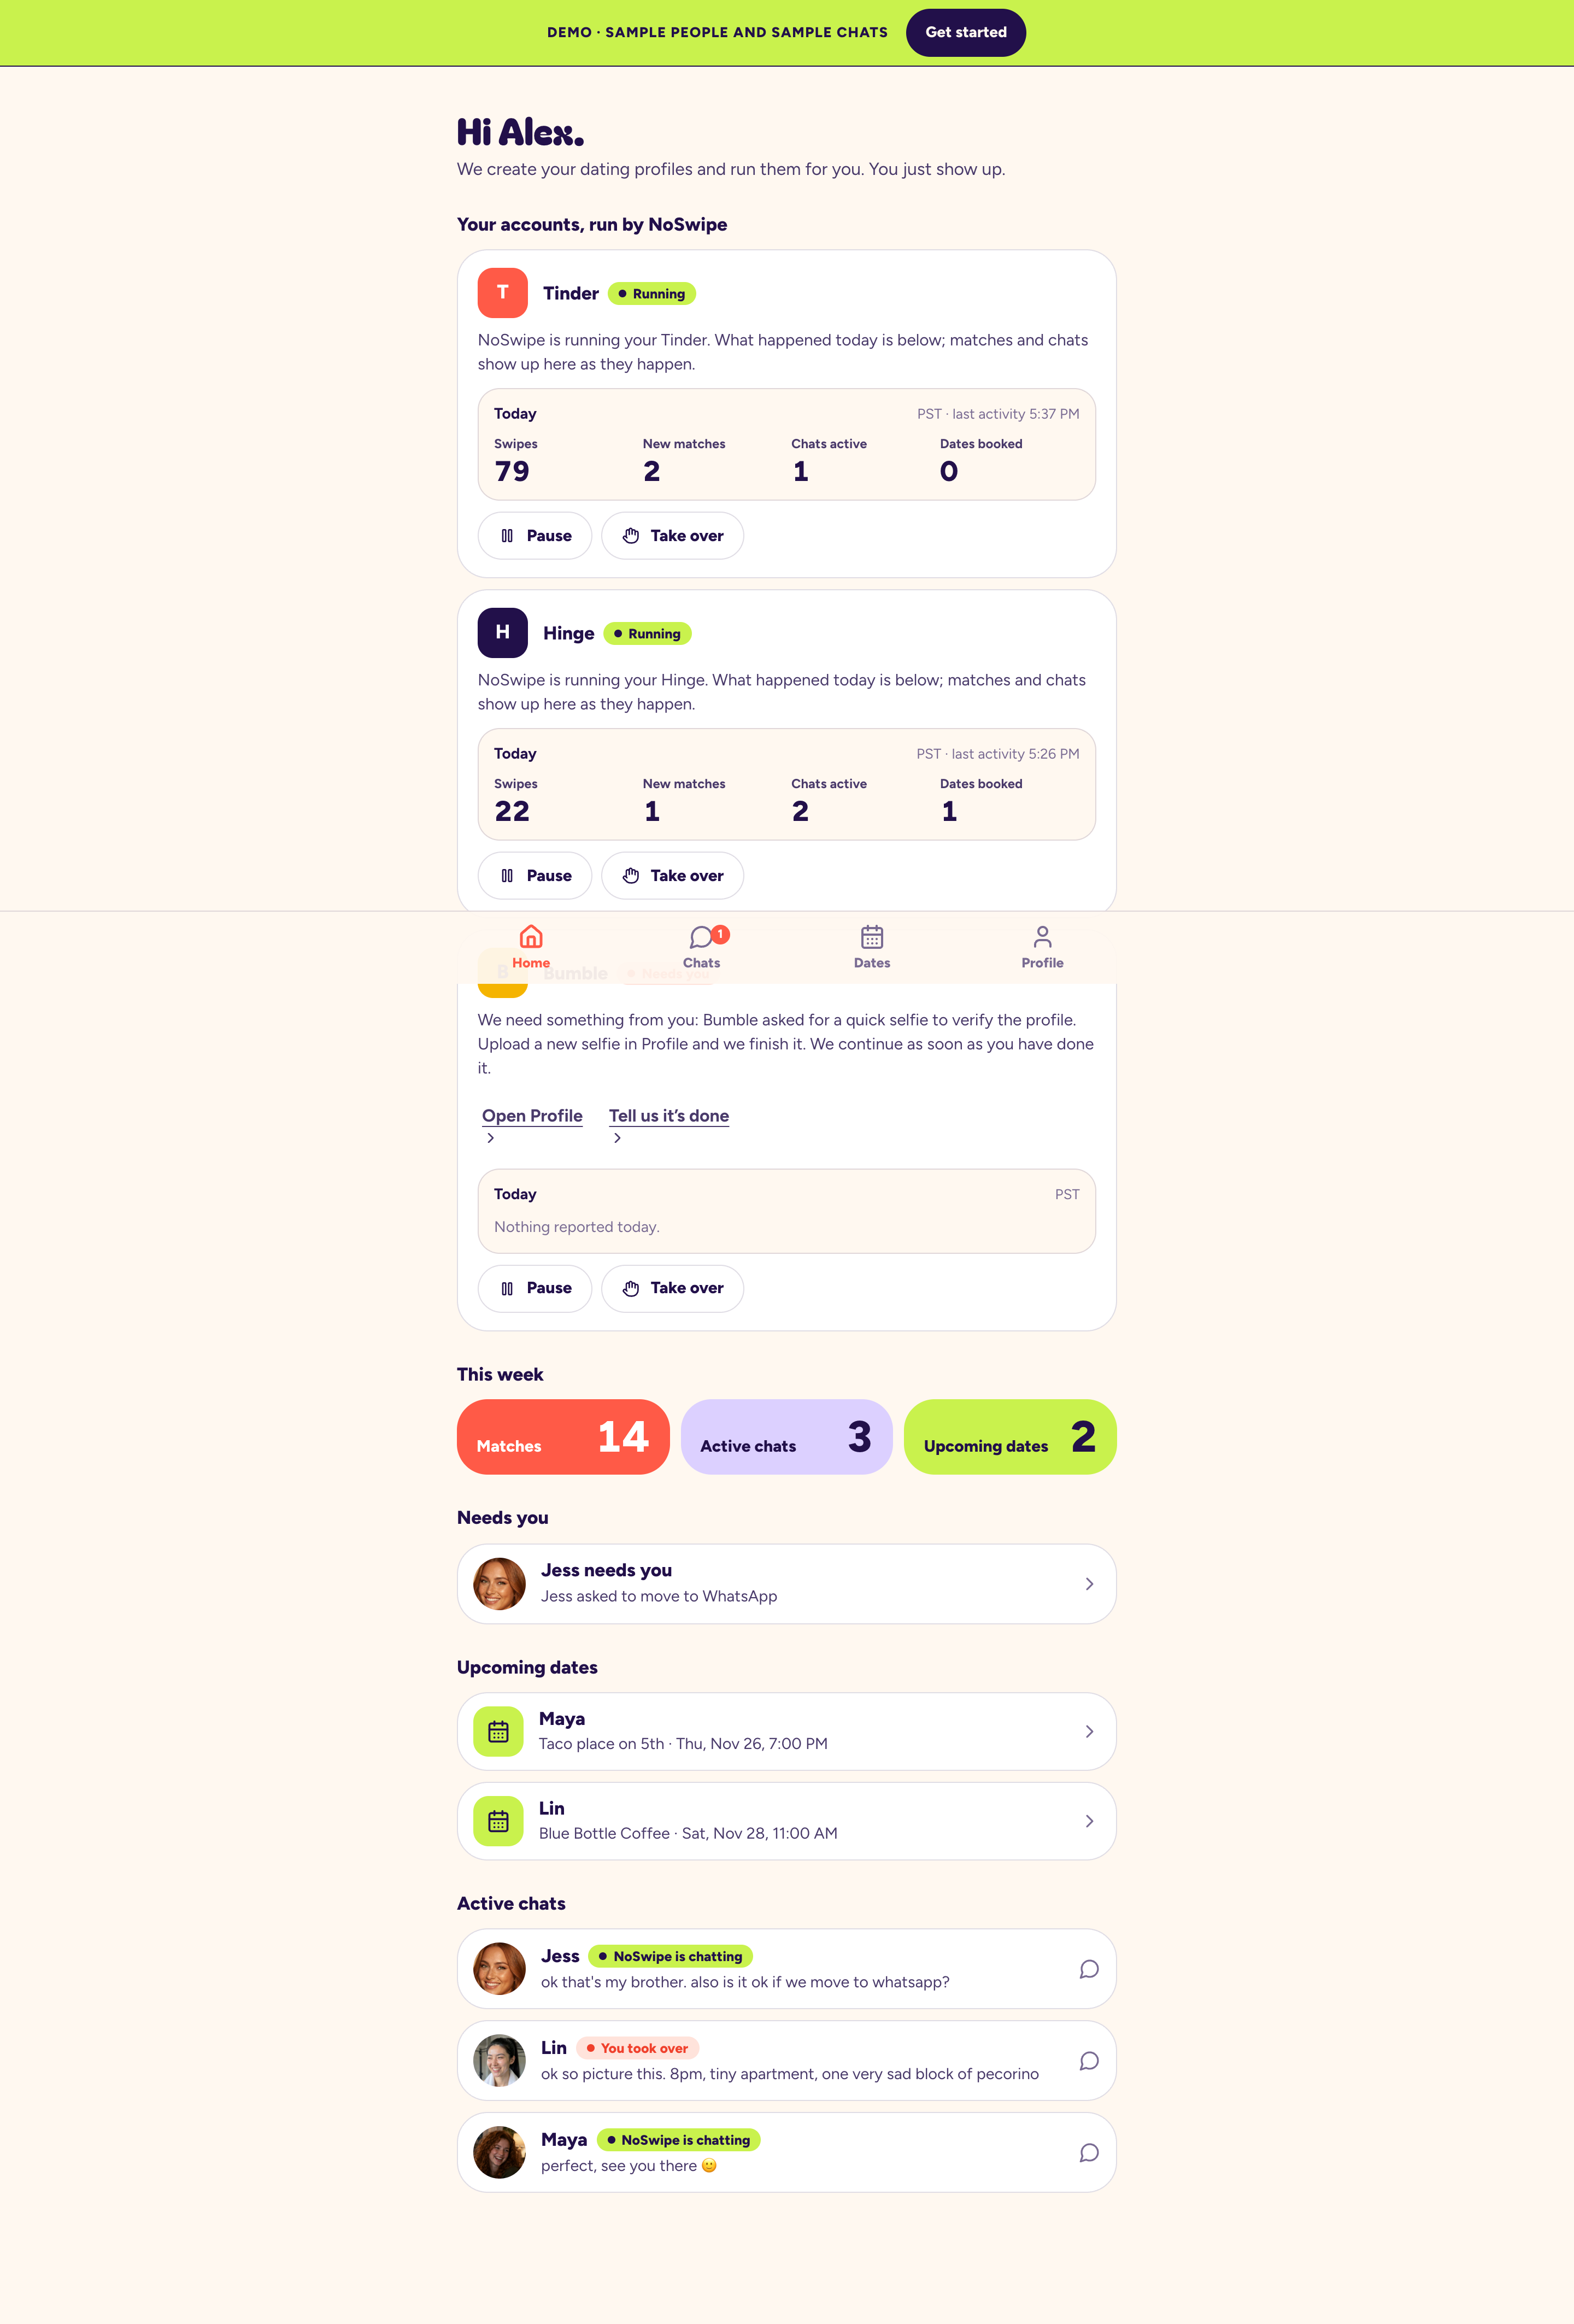 DEMO · SAMPLE PEOPLE AND SAMPLE CHATS
Get started
Hi Alex.
We create your dating profiles and run them for you. You just show up.
Your accounts, run by NoSwipe
T
Tinder
Running
NoSwipe is running your Tinder. What happened today is below; matches and chats
show up here as they happen.
Today
PST · last activity 5:37 PM
Swipes
New matches
Chats active
Dates booked
79
2
1
0
Pause
Take over
H
Hinge
Running
NoSwipe is running your Hinge. What happened today is below; matches and chats
show up here as they happen.
Today
PST · last activity 5:26 PM
Swipes
New matches
Chats active
Dates booked
22
1
2
1
Pause
Take over
1
Home
Chats
Dates
Profile
B
Bumble
Needs you
We need something from you: Bumble asked for a quick selfie to verify the profile.
Upload a new selfie in Profile and we finish it. We continue as soon as you have done
it.
Open Profile
Tell us it’s done
Today
PST
Nothing reported today.
Pause
Take over
This week
Matches
14
Active chats
3
Upcoming dates
2
Needs you
Jess needs you
Jess asked to move to WhatsApp
Upcoming dates
Maya
Taco place on 5th · Thu, Nov 26, 7:00 PM
Lin
Blue Bottle Coffee · Sat, Nov 28, 11:00 AM
Active chats
Jess
NoSwipe is chatting
ok that's my brother. also is it ok if we move to whatsapp?
Lin
You took over
ok so picture this. 8pm, tiny apartment, one very sad block of pecorino
Maya
NoSwipe is chatting
perfect, see you there 🙂